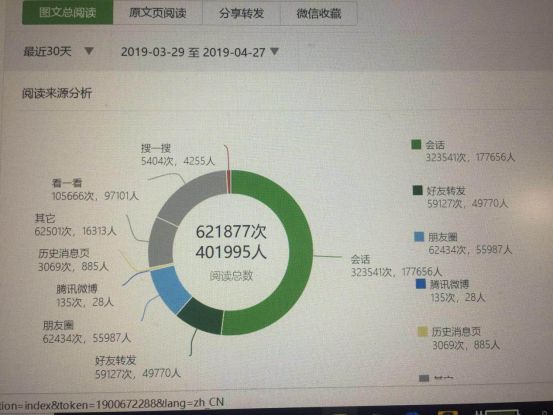 图文总阅读
原文页阅读
分享转发
微信收藏
最近30天
2019-03-29 至 2019-04-27
阅读来源分析
搜一搜
5404次，4255人
看一看
105666次，97101人
其它
62501次，16313人
历史消息页
3069次，885人
腾讯微博
135次，28人
朋友圈
62434次，55987人
好友转发
59127次，49770人
621877次
401995人
阅读总数
会话
323541次，177656人
会话
323541次，177656人
好友转发
59127次，49770人
朋友圈
62434次，55987人
腾讯微博
135次，28人
历史消息页
3069次，885人
tion=index&token=1900672288&lang=zh_CN